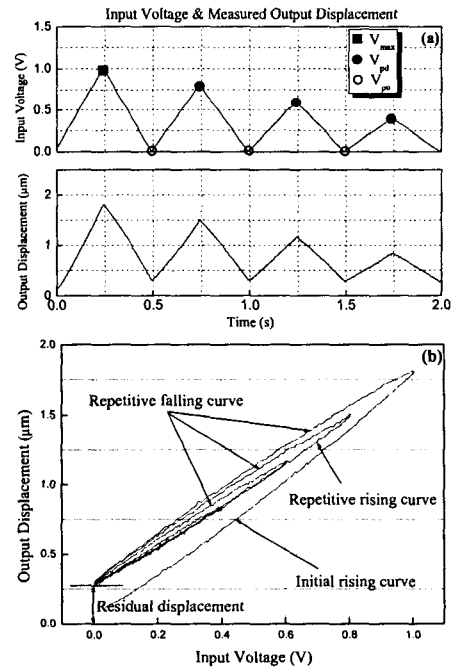 Input Voltage & Measured Output Displacement
(a)
V_max
V_pd
V_pu
1.5
1.0
0.5
0.0
Input Voltage (V)
2
1
0
Output Displacement (μm)
0.0 0.5 1.0 1.5 2.0
Time (s)
(b)
2.0
1.5
1.0
0.5
0.0
Output Displacement (μm)
Repetitive falling curve
Repetitive rising curve
Initial rising curve
Residual displacement
0.0 0.2 0.4 0.6 0.8 1.0
Input Voltage (V)